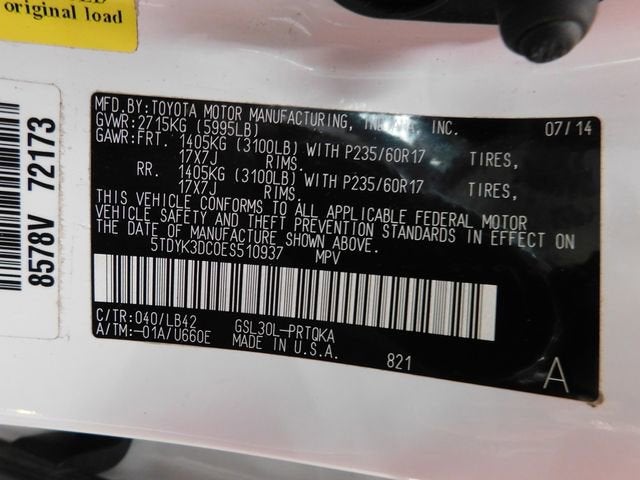 original load
8578V 72173
MFD.BY:TOYOTA MOTOR MANUFACTURING, INC. 07/14
GVWR:2715KG (5995LB)
GAWR:FRT. 1405KG (3100LB) WITH P235/60R17 TIRES,
17X7J RIMS.
RR. 1405KG (3100LB) WITH P235/60R17 TIRES,
17X7J RIMS.
THIS VEHICLE CONFORMS TO ALL APPLICABLE FEDERAL MOTOR
VEHICLE SAFETY AND THEFT PREVENTION STANDARDS IN EFFECT ON
THE DATE OF MANUFACTURE SHOWN ABOVE.
5TDYK3DC0ES510937 MPV
C/TR:040/LB42 GSL30L-PRTQKA
A/TM:-01A/U660E MADE IN U.S.A. 821
A